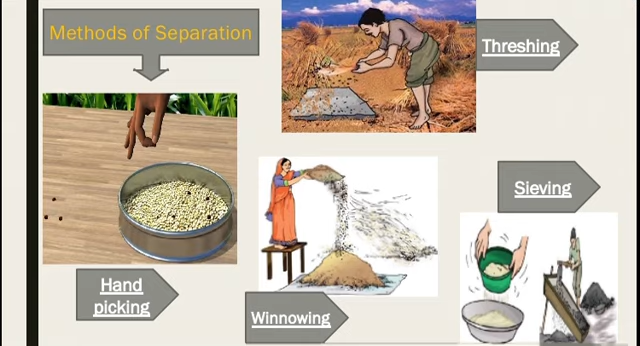 Methods of Separation
Threshing
Sieving
Hand
picking
Winnowing